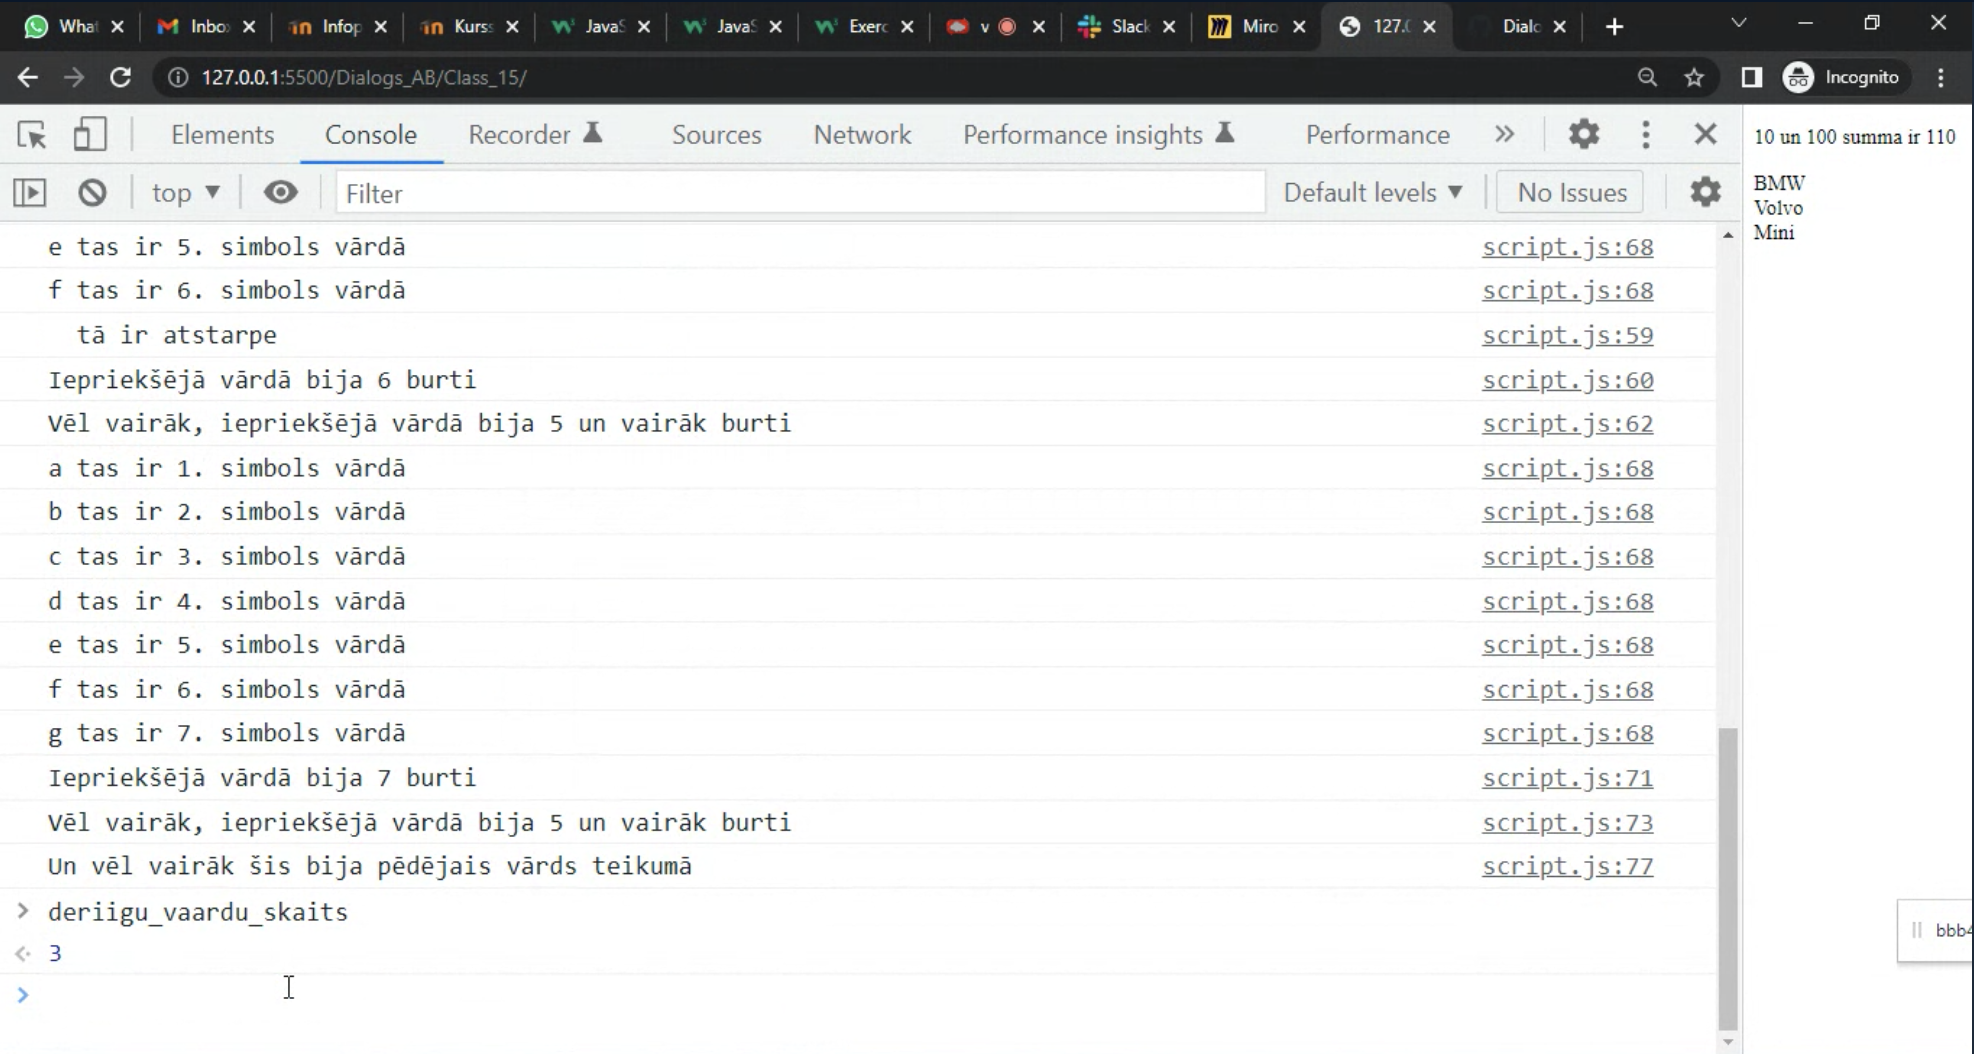 What
Inbo
Infop
Kurss
JavaS
JavaS
Exerc
v
Slack
Miro
127.0
Dialo
127.0.0.1:5500/Dialogs_AB/Class_15/
Incognito
Elements Console Recorder Sources Network Performance insights Performance
top Filter Default levels No Issues
e tas ir 5. simbols vārdā script.js:68
f tas ir 6. simbols vārdā script.js:68
tā ir atstarpe script.js:59
Iepriekšējā vārdā bija 6 burti script.js:60
Vēl vairāk, iepriekšējā vārdā bija 5 un vairāk burti script.js:62
a tas ir 1. simbols vārdā script.js:68
b tas ir 2. simbols vārdā script.js:68
c tas ir 3. simbols vārdā script.js:68
d tas ir 4. simbols vārdā script.js:68
e tas ir 5. simbols vārdā script.js:68
f tas ir 6. simbols vārdā script.js:68
g tas ir 7. simbols vārdā script.js:68
Iepriekšējā vārdā bija 7 burti script.js:71
Vēl vairāk, iepriekšējā vārdā bija 5 un vairāk burti script.js:73
Un vēl vairāk šis bija pēdējais vārds teikumā script.js:77
deriigu_vaardu_skaits
3
10 un 100 summa ir 110
BMW
Volvo
Mini
bbb4